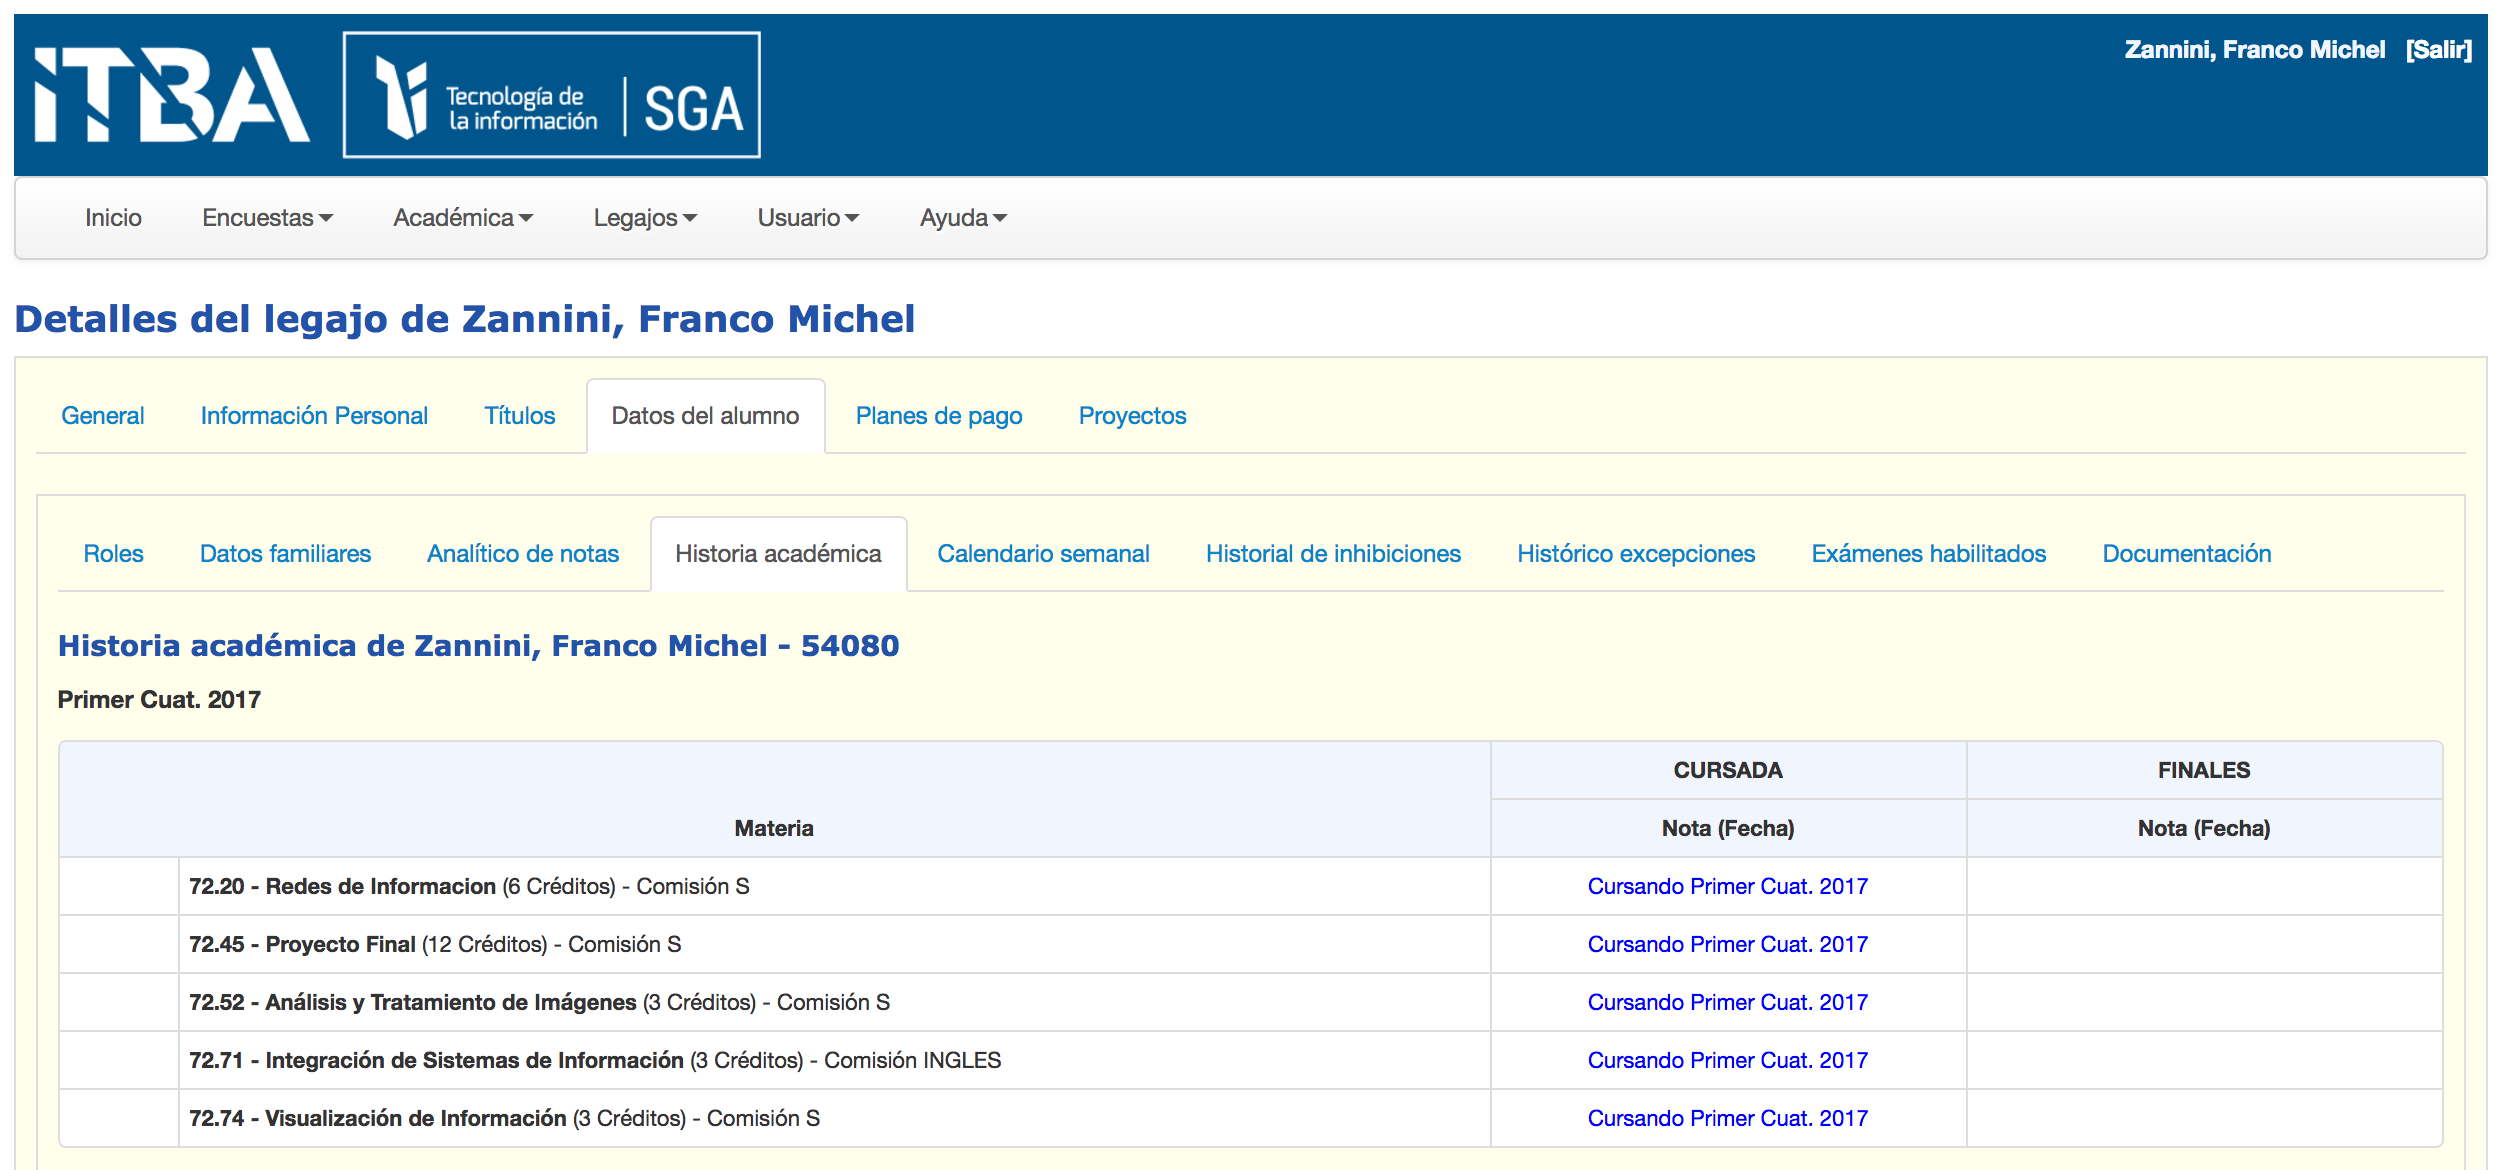 ITBA
Tecnología de
la información
SGA
Zannini, Franco Michel [Salir]
Inicio Encuestas Académica Legajos Usuario Ayuda
Detalles del legajo de Zannini, Franco Michel
General Información Personal Títulos Datos del alumno Planes de pago Proyectos
Roles Datos familiares Analítico de notas Historia académica Calendario semanal Historial de inhibiciones Histórico excepciones Exámenes habilitados Documentación
Historia académica de Zannini, Franco Michel - 54080
Primer Cuat. 2017
CURSADA FINALES
Materia Nota (Fecha) Nota (Fecha)
72.20 - Redes de Informacion (6 Créditos) - Comisión S Cursando Primer Cuat. 2017
72.45 - Proyecto Final (12 Créditos) - Comisión S Cursando Primer Cuat. 2017
72.52 - Análisis y Tratamiento de Imágenes (3 Créditos) - Comisión S Cursando Primer Cuat. 2017
72.71 - Integración de Sistemas de Información (3 Créditos) - Comisión INGLES Cursando Primer Cuat. 2017
72.74 - Visualización de Información (3 Créditos) - Comisión S Cursando Primer Cuat. 2017